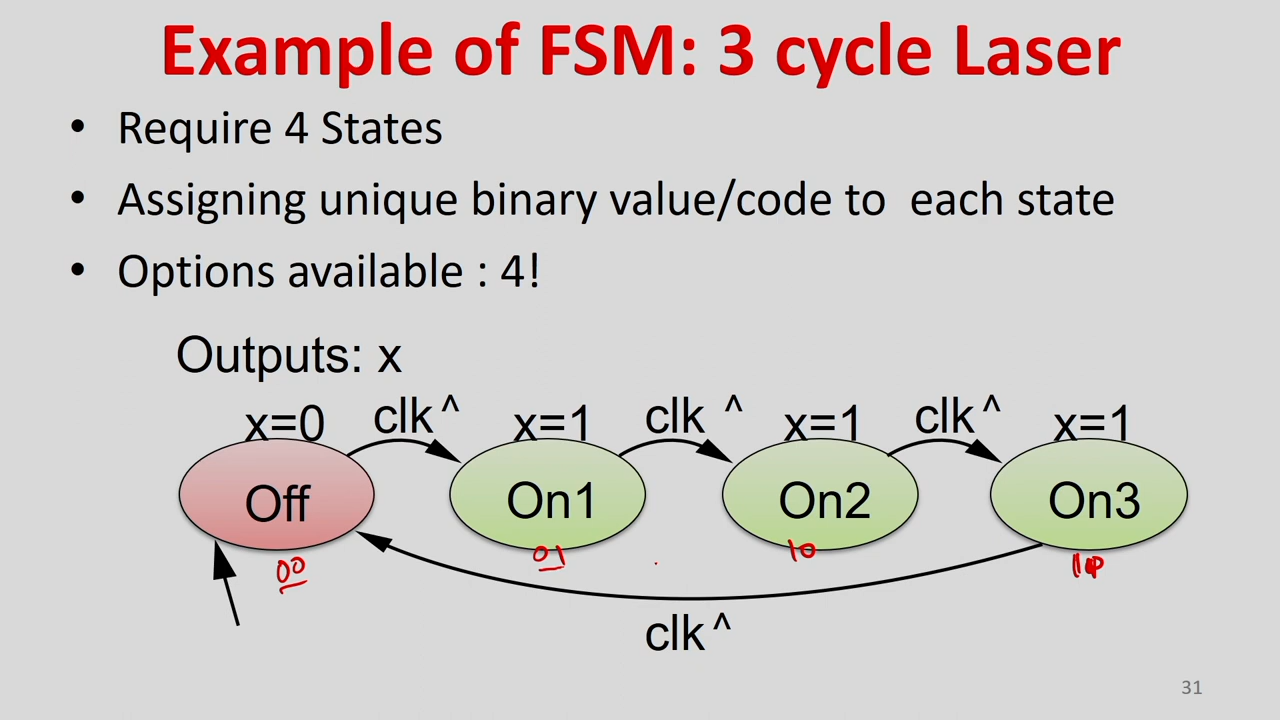 Example of FSM: 3 cycle Laser
• Require 4 States
• Assigning unique binary value/code to each state
• Options available : 4!
Outputs: x
x=0 clk ^ x=1 clk ^ x=1 clk ^ x=1
Off On1 On2 On3
00 01 10
clk ^
31